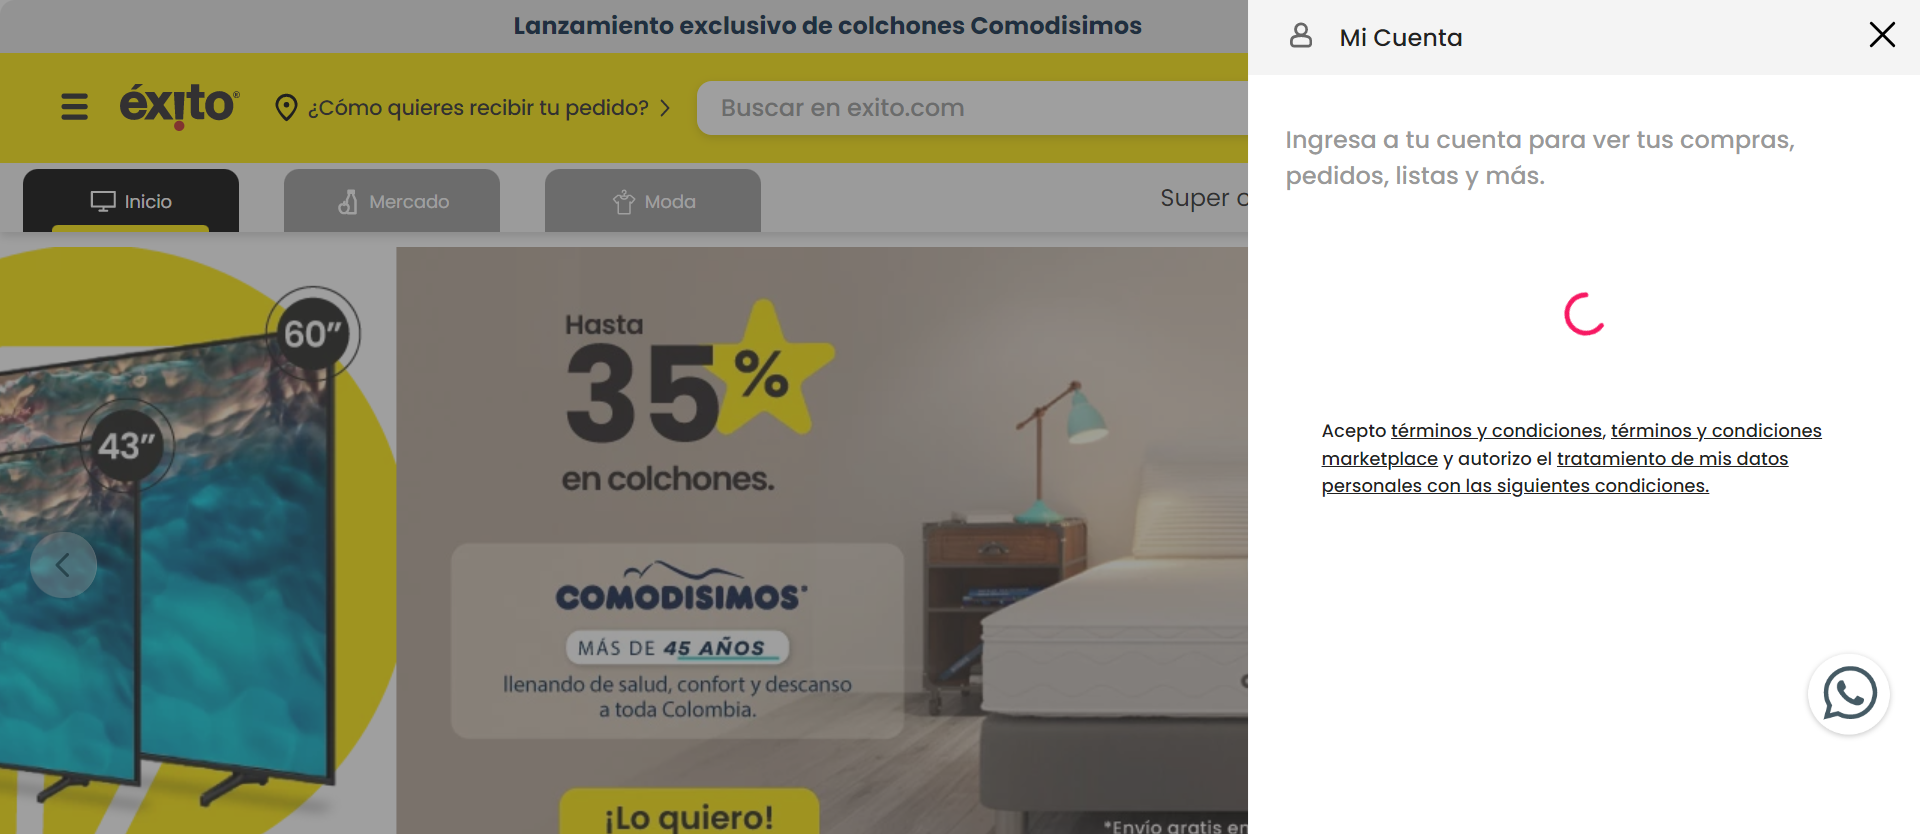 Lanzamiento exclusivo de colchones Comodisimos
éxito®
¿Cómo quieres recibir tu pedido?
Buscar en exito.com
Inicio
Mercado
Moda
Super
60”
43”
Hasta
35%
en colchones.
COMODISIMOS
MÁS DE 45 AÑOS
llenando de salud, confort y descanso
a toda Colombia.
¡Lo quiero!
*Envío gratis en
Mi Cuenta
Ingresa a tu cuenta para ver tus compras,
pedidos, listas y más.
Acepto términos y condiciones, términos y condiciones
marketplace y autorizo el tratamiento de mis datos
personales con las siguientes condiciones.